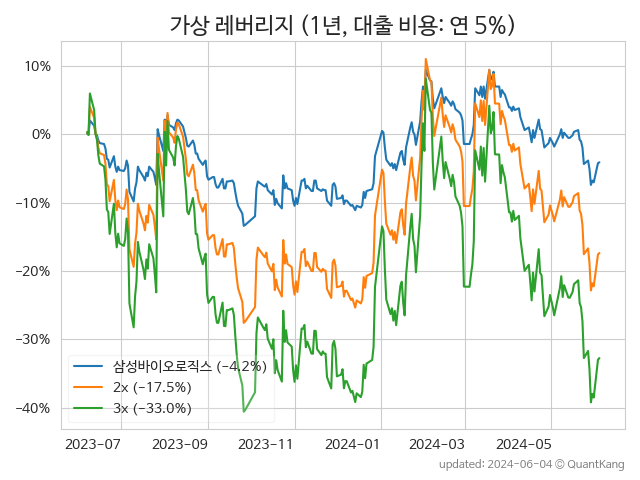 가상 레버리지 (1년, 대출 비용: 연 5%)
10%
0%
−10%
−20%
−30%
−40%
삼성바이오로직스 (−4.2%)
2x (−17.5%)
3x (−33.0%)
2023-07 2023-09 2023-11 2024-01 2024-03 2024-05
updated: 2024-06-04 © QuantKang